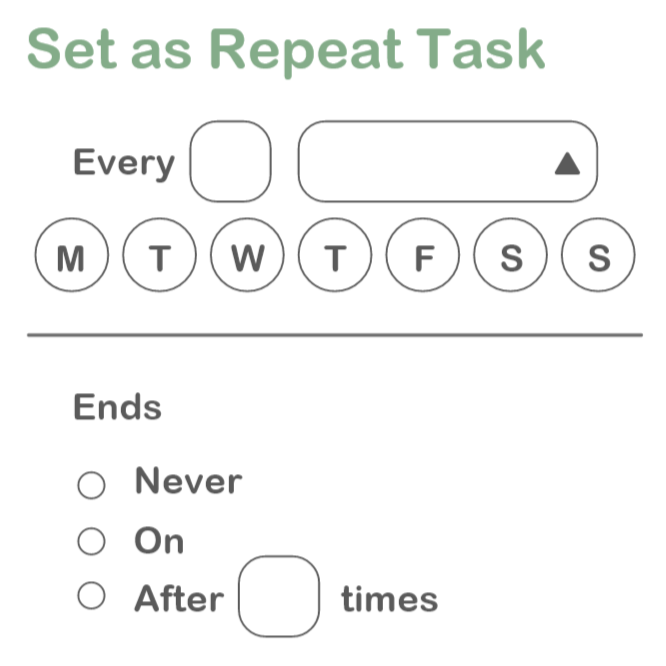 Set as Repeat Task
Every
M T W T F S S
Ends
Never
On
After times